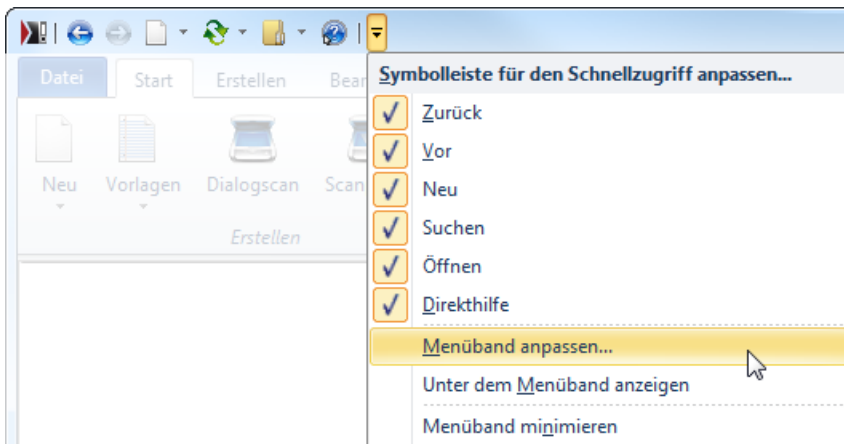 Datei Start Erstellen Bear
Neu Vorlagen Dialogscan Scan
Erstellen
Symbolleiste für den Schnellzugriff anpassen...
Zurück
Vor
Neu
Suchen
Öffnen
Direkthilfe
Menüband anpassen...
Unter dem Menüband anzeigen
Menüband minimieren